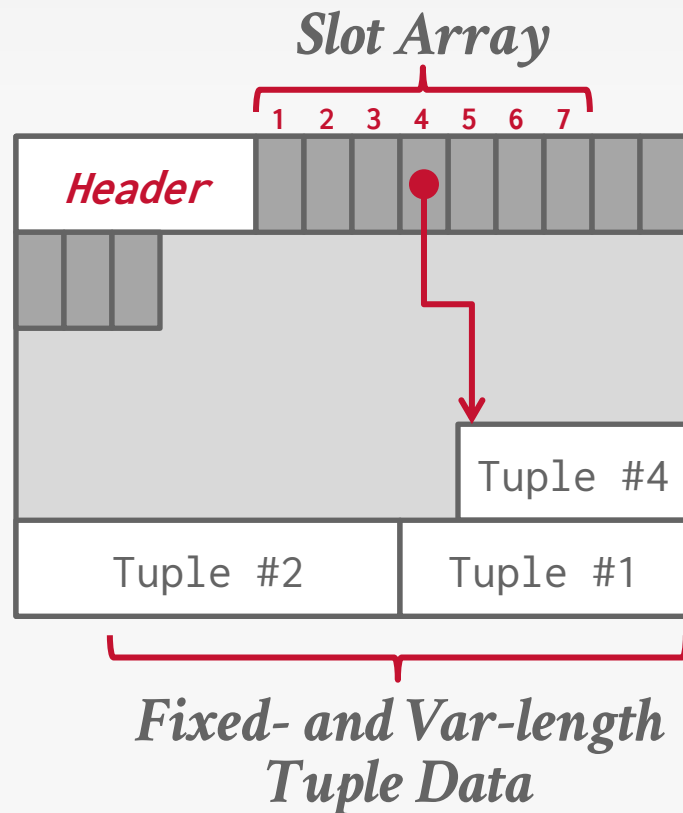 Slot Array
1 2 3 4 5 6 7
Header
Tuple #4
Tuple #2 Tuple #1
Fixed- and Var-length
Tuple Data